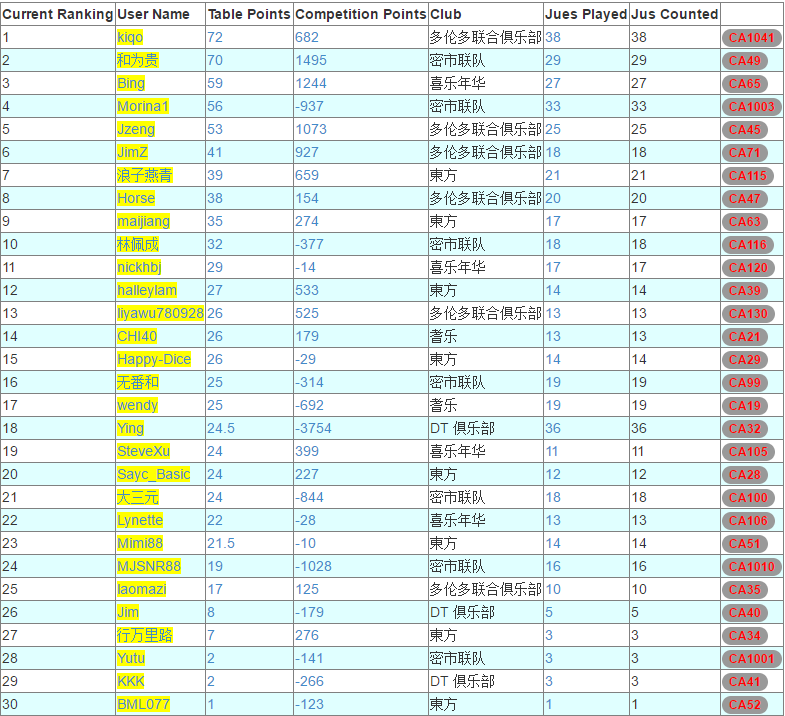 Current Ranking User Name Table Points Competition Points Club Jues Played Jus Counted
1 kiqo 72 682 多伦多联合俱乐部 38 38 CA1041
2 和为贵 70 1495 密市联队 29 29 CA49
3 Bing 59 1244 喜乐年华 27 27 CA65
4 Morina1 56 -937 密市联队 33 33 CA1003
5 Jzeng 53 1073 多伦多联合俱乐部 25 25 CA45
6 JimZ 41 927 多伦多联合俱乐部 18 18 CA71
7 浪子燕青 39 659 東方 21 21 CA115
8 Horse 38 154 多伦多联合俱乐部 20 20 CA47
9 maijiang 35 274 東方 17 17 CA63
10 林佩成 32 -377 密市联队 18 18 CA116
11 nickhbj 29 -14 喜乐年华 17 17 CA120
12 halleylam 27 533 東方 14 14 CA39
13 liyawu780928 26 525 多伦多联合俱乐部 13 13 CA130
14 CHI40 26 179 耆乐 13 13 CA21
15 Happy-Dice 26 -29 東方 14 14 CA29
16 无番和 25 -314 密市联队 19 19 CA99
17 wendy 25 -692 耆乐 19 19 CA19
18 Ying 24.5 -3754 DT 俱乐部 36 36 CA32
19 SteveXu 24 399 喜乐年华 11 11 CA105
20 Sayc_Basic 24 227 東方 12 12 CA28
21 大三元 24 -844 密市联队 18 18 CA100
22 Lynette 22 -28 喜乐年华 13 13 CA106
23 Mimi88 21.5 -10 東方 14 14 CA51
24 MJSNR88 19 -1028 密市联队 16 16 CA1010
25 laomazi 17 125 多伦多联合俱乐部 10 10 CA35
26 Jim 8 -179 DT 俱乐部 5 5 CA40
27 行万里路 7 276 東方 3 3 CA34
28 Yutu 2 -141 密市联队 3 3 CA1001
29 KKK 2 -266 DT 俱乐部 3 3 CA41
30 BML077 1 -123 東方 1 1 CA52